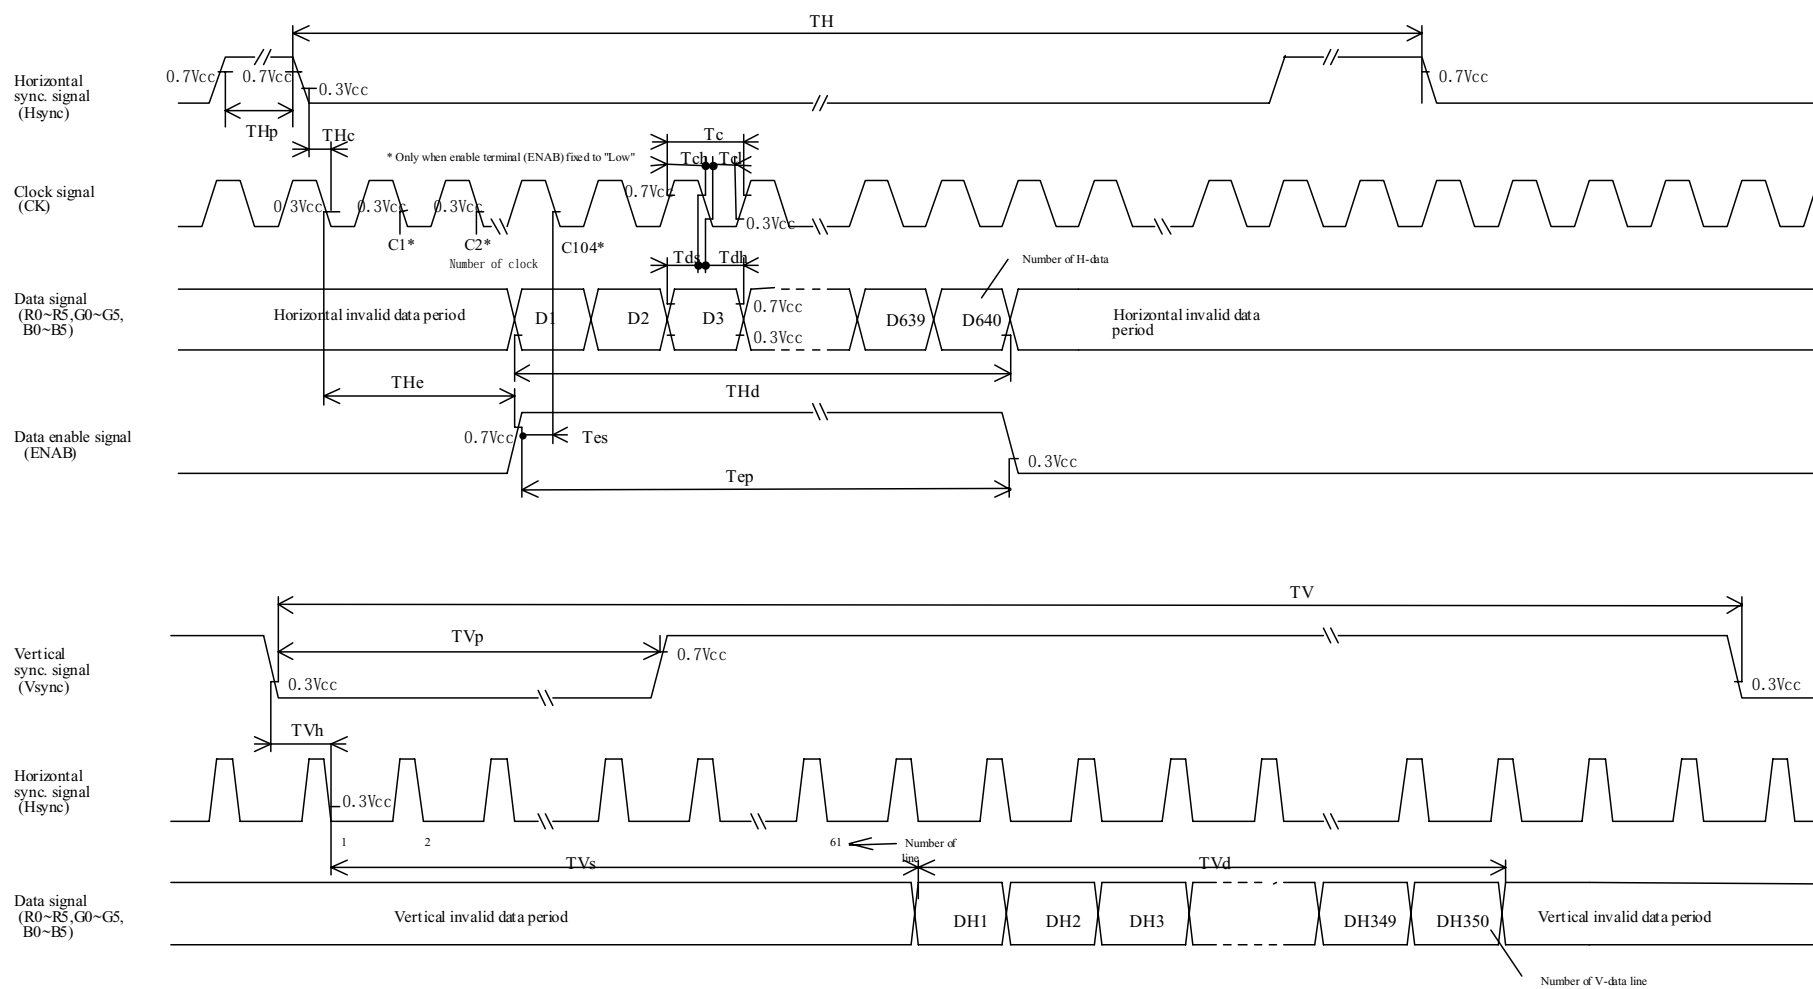 TH
Horizontal
sync. signal
(Hsync)
0.7Vcc
0.7Vcc
0.3Vcc
0.7Vcc
THp
THc
* Only when enable terminal (ENAB) fixed to "Low"
Tc
Tch
Tcl
Clock signal
(CK)
0.3Vcc
0.3Vcc
0.3Vcc
0.7Vcc
0.3Vcc
C1*
C2*
C104*
Number of clock
Tds
Tdh
Number of H-data
Data signal
(R0~R5,G0~G5,
B0~B5)
Horizontal invalid data period
D1
D2
D3
0.7Vcc
0.3Vcc
D639
D640
Horizontal invalid data
period
THe
THd
Data enable signal
(ENAB)
0.7Vcc
Tes
0.3Vcc
Tep
TV
TVp
Vertical
sync. signal
(Vsync)
0.3Vcc
0.7Vcc
0.3Vcc
TVh
Horizontal
sync. signal
(Hsync)
0.3Vcc
1
2
61
Number of
line
TVs
TVd
Data signal
(R0~R5,G0~G5,
B0~B5)
Vertical invalid data period
DH1
DH2
DH3
DH349
DH350
Vertical invalid data period
Number of V-data line